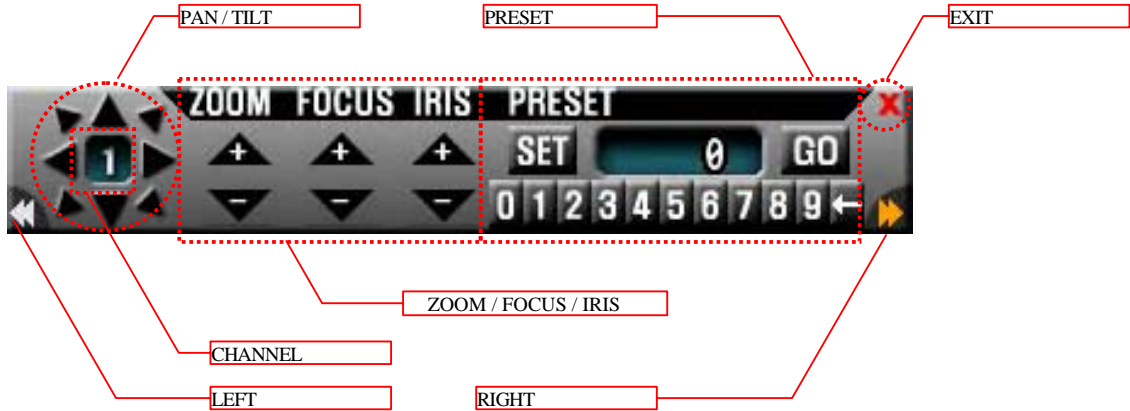 PAN / TILT
PRESET
EXIT
ZOOM FOCUS IRIS PRESET
X
+ + + SET 0 GO
1
- - - 0 1 2 3 4 5 6 7 8 9 ←
ZOOM / FOCUS / IRIS
CHANNEL
LEFT
RIGHT